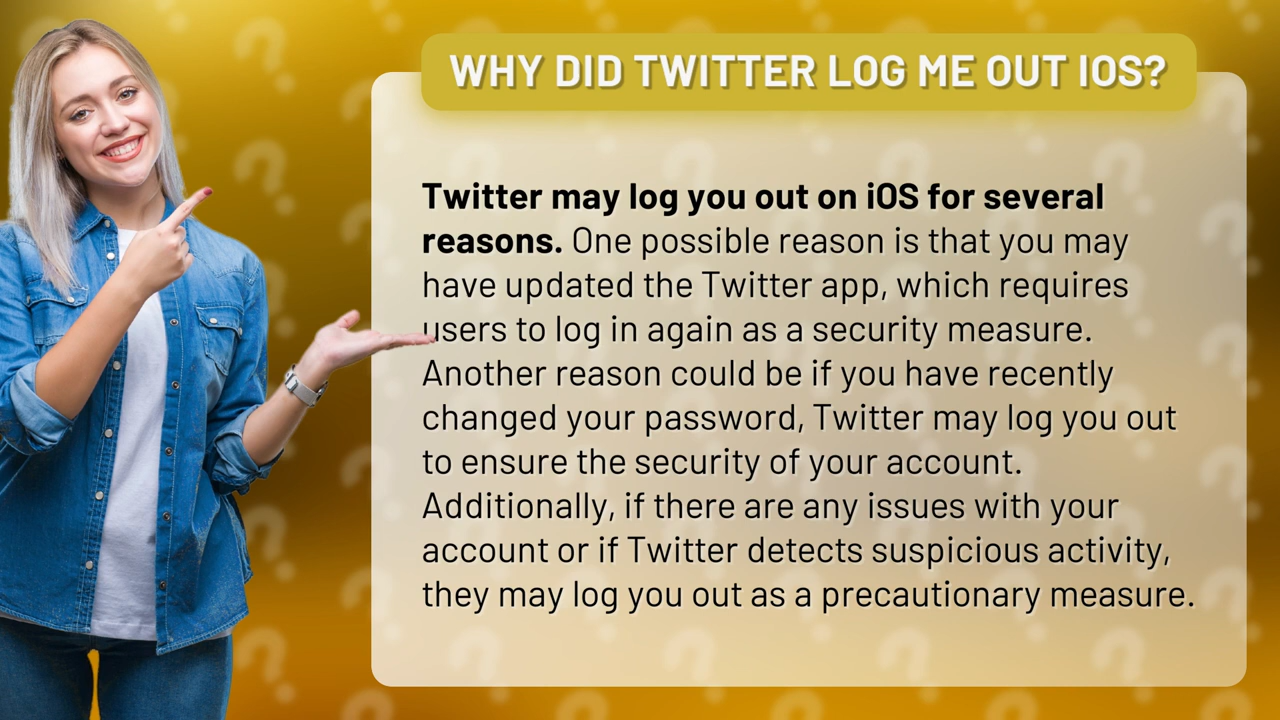 WHY DID TWITTER LOG ME OUT IOS?
Twitter may log you out on iOS for several
reasons. One possible reason is that you may
have updated the Twitter app, which requires
users to log in again as a security measure.
Another reason could be if you have recently
changed your password, Twitter may log you out
to ensure the security of your account.
Additionally, if there are any issues with your
account or if Twitter detects suspicious activity,
they may log you out as a precautionary measure.